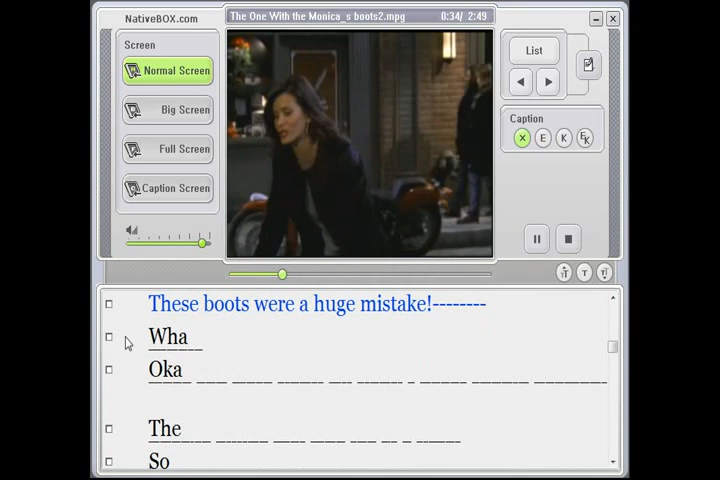 NativeBOX.com
The One With the Monica_s boots2.mpg 0:34/ 2:49
Screen
Normal Screen
Big Screen
Full Screen
Caption Screen
List
Caption
X E K EK
T T T
These boots were a huge mistake!--------
Wha
Oka
The
So